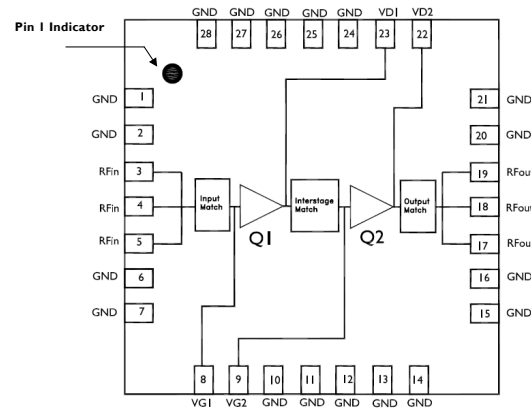 GND GND GND GND GND VD1 VD2
Pin 1 Indicator
28 27 26 25 24 23 22
GND 1
21 GND
GND 2
20 GND
RFin 3
19 RFou
RFin 4
Input Match
Interstage Match
Output Match
18 RFou
Q1
Q2
RFin 5
17 RFou
GND 6
16 GND
GND 7
15 GND
8 9 10 11 12 13 14
VG1 VG2 GND GND GND GND GND